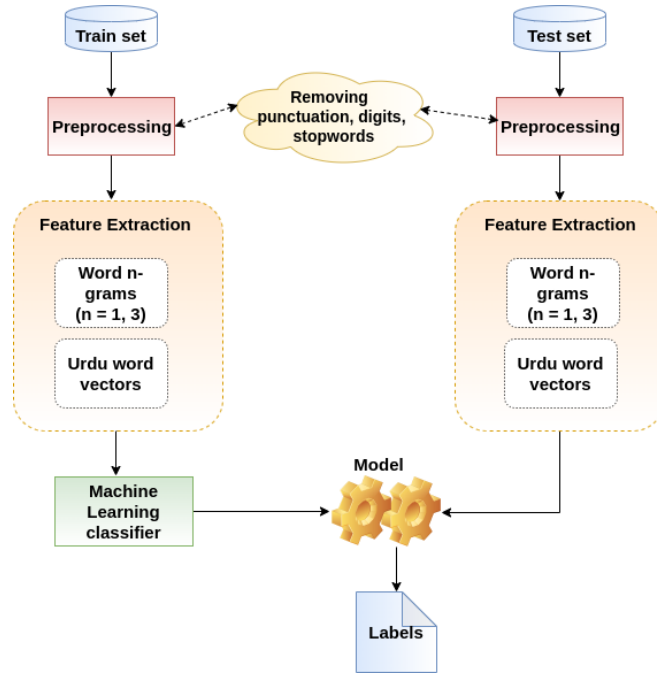 Train set
Test set
Preprocessing
Removing
punctuation, digits,
stopwords
Preprocessing
Feature Extraction
Word n-
grams
(n = 1, 3)
Urdu word
vectors
Feature Extraction
Word n-
grams
(n = 1, 3)
Urdu word
vectors
Machine
Learning
classifier
Model
Labels